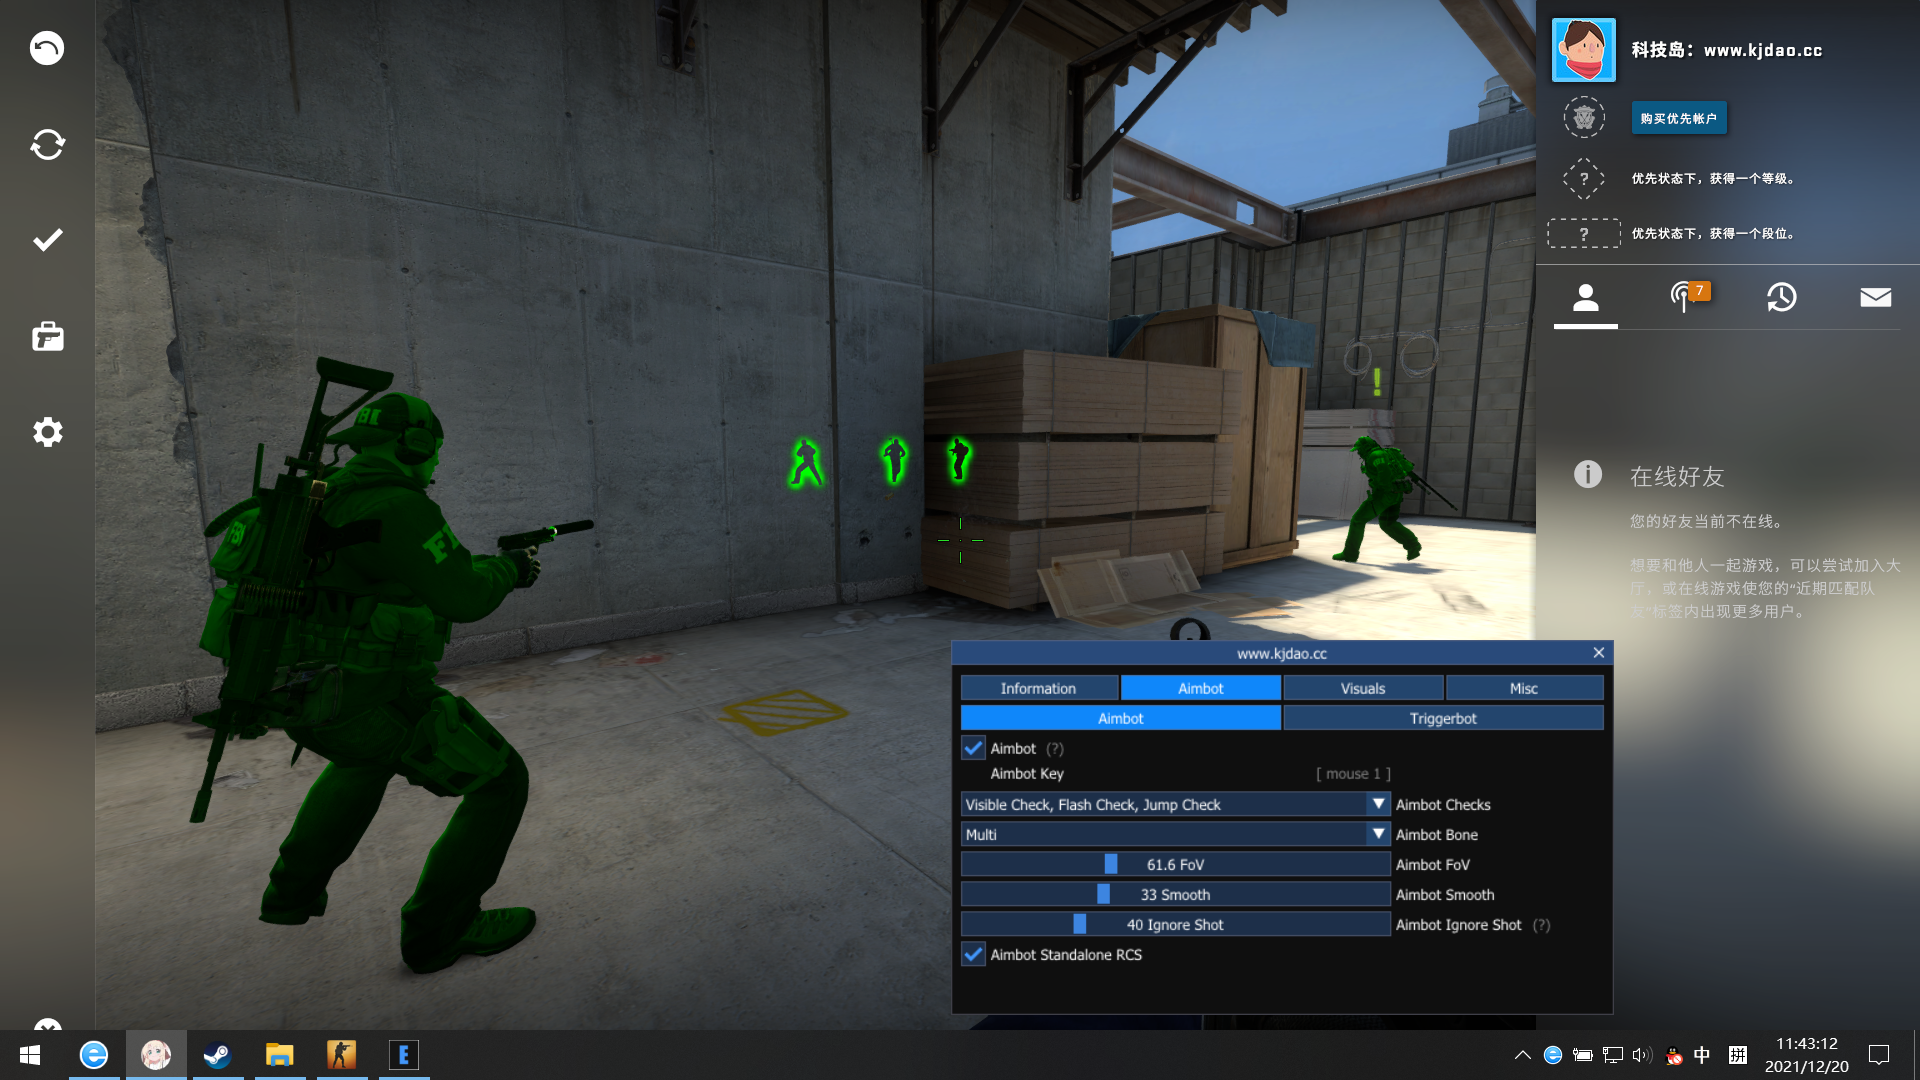 科技岛：www.kjdao.cc
购买优先帐户
?
优先状态下，获得一个等级。
?
优先状态下，获得一个段位。
7
!
BI
FBI
i
在线好友
您的好友当前不在线。
想要和他人一起游戏，可以尝试加入大
厅，或在线游戏使您的“近期匹配队
友”标签内出现更多用户。
www.kjdao.cc
Information
Aimbot
Visuals
Misc
Aimbot
Triggerbot
Aimbot (?)
Aimbot Key
[ mouse 1 ]
Visible Check, Flash Check, Jump Check
Aimbot Checks
Multi
Aimbot Bone
61.6 FoV
Aimbot FoV
33 Smooth
Aimbot Smooth
40 Ignore Shot
Aimbot Ignore Shot (?)
Aimbot Standalone RCS
E
中
拼
11:43:12
2021/12/20